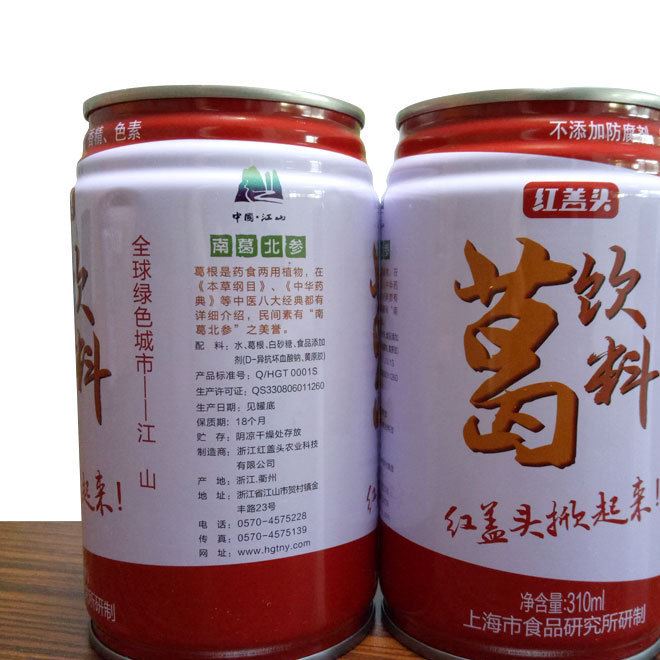 香精、色素
中國·江山
南葛北参
葛根是药食两用植物，在
《本草纲目》、《中华药
典》等中医八大经典都有
详细介绍，民间素有“南
葛北参”之美誉。
配 料：水、葛根、白砂糖、食品添加
剂(D-异抗坏血酸钠、黄原胶)
产品标准号：Q/HGT 0001S
生产许可证：QS330806011260
生产日期：见罐底
保质期：18个月
贮 存：阴凉干燥处存放
制造商：浙江红盖头农业科技
有限公司
产 地：浙江.衢州
地 址：浙江省江山市贺村镇金
丰路23号
电 话：0570-4575228
传 真：0570-4575139
网 址：www.hgtny.com
全球绿色城市——江山
饮料
起来！
所研制
不添加防腐剂
红盖头
葛
饮料
红盖头掀起来！
净含量:310ml
上海市食品研究所研制